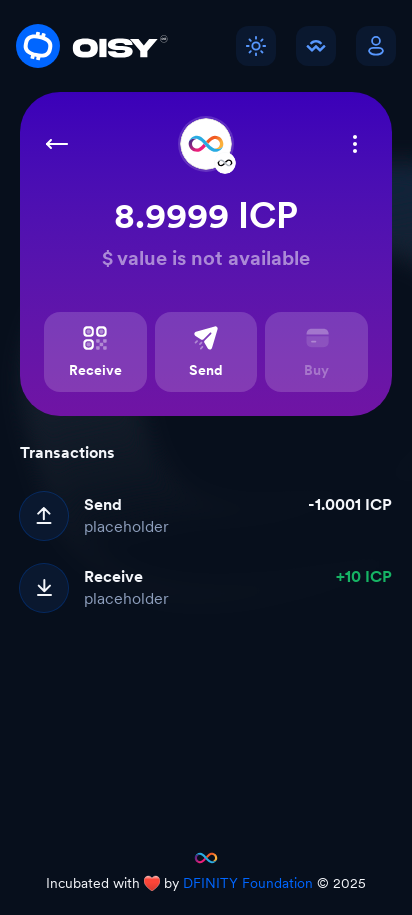 OISY
8.9999 ICP
$ value is not available
Receive
Send
Buy
Transactions
Send
-1.0001 ICP
placeholder
Receive
+10 ICP
placeholder
Incubated with ❤️ by DFINITY Foundation © 2025